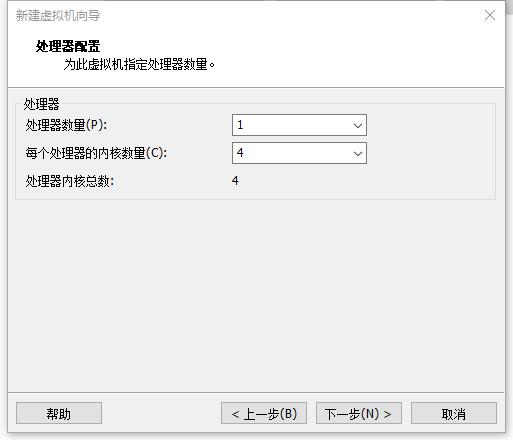 新建虚拟机向导
处理器配置
为此虚拟机指定处理器数量。
处理器
处理器数量(P): 1
每个处理器的内核数量(C): 4
处理器内核总数: 4
帮助 < 上一步(B) 下一步(N) > 取消